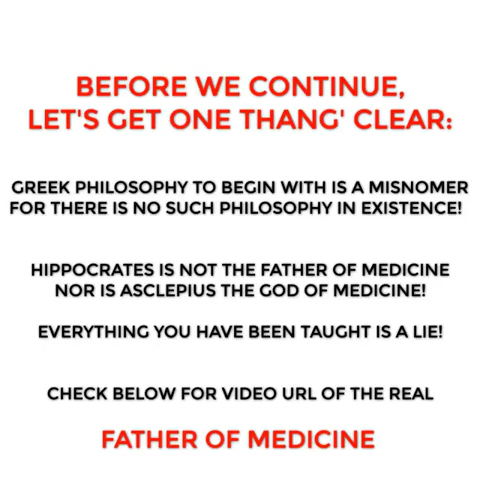 BEFORE WE CONTINUE,
LET'S GET ONE THANG' CLEAR:
GREEK PHILOSOPHY TO BEGIN WITH IS A MISNOMER
FOR THERE IS NO SUCH PHILOSOPHY IN EXISTENCE!
HIPPOCRATES IS NOT THE FATHER OF MEDICINE
NOR IS ASCLEPIUS THE GOD OF MEDICINE!
EVERYTHING YOU HAVE BEEN TAUGHT IS A LIE!
CHECK BELOW FOR VIDEO URL OF THE REAL
FATHER OF MEDICINE